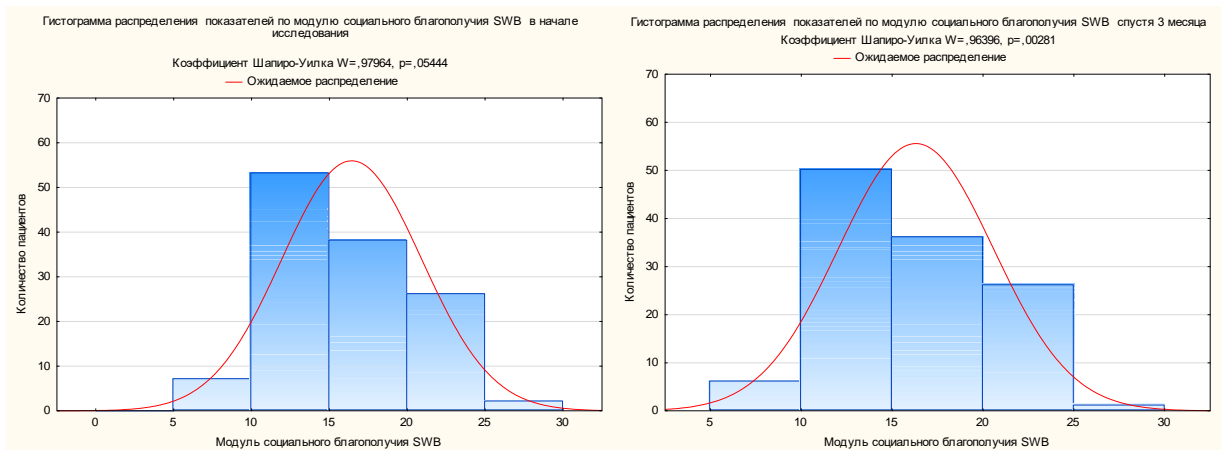 Гистограмма распределения показателей по модулю социального благополучия SWB в начале
исследования
Коэффициент Шапиро-Уилка W=,97964, p=,05444
Ожидаемое распределение
70
60
50
40
30
20
10
0
Количество пациентов
0 5 10 15 20 25 30
Модуль социального благополучия SWB
Гистограмма распределения показателей по модулю социального благополучия SWB спустя 3 месяца
Коэффициент Шапиро-Уилка W=,96396, p=,00281
Ожидаемое распределение
70
60
50
40
30
20
10
0
Количество пациентов
5 10 15 20 25 30
Модуль социального благополучия SWB